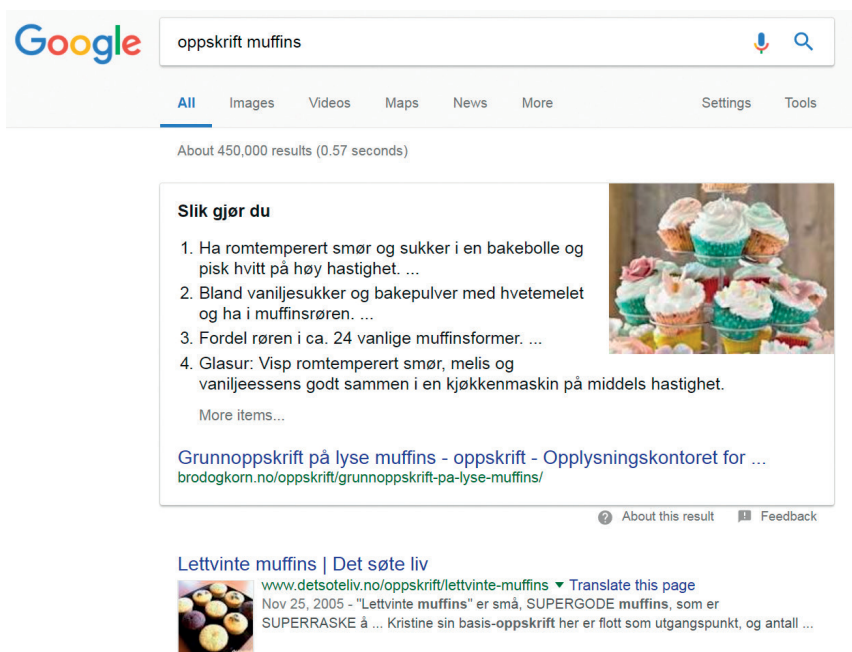 Google
oppskrift muffins
All Images Videos Maps News More Settings Tools
About 450,000 results (0.57 seconds)
Slik gjør du
1. Ha romtemperert smør og sukker i en bakebolle og
pisk hvitt på høy hastighet. ...
2. Bland vaniljesukker og bakepulver med hvetemelet
og ha i muffinsrøren. ...
3. Fordel røren i ca. 24 vanlige muffinsformer. ...
4. Glasur: Visp romtemperert smør, melis og
vaniljeessens godt sammen i en kjøkkenmaskin på middels hastighet.
More items...
Grunnoppskrift på lyse muffins - oppskrift - Opplysningskontoret for ...
brodogkorn.no/oppskrift/grunnoppskrift-pa-lyse-muffins/
About this result Feedback
Lettvinte muffins | Det søte liv
www.detsoteliv.no/oppskrift/lettvinte-muffins ▼ Translate this page
Nov 25, 2005 - "Lettvinte muffins" er små, SUPERGODE muffins, som er
SUPERRASKE å ... Kristine sin basis-oppskrift her er flott som utgangspunkt, og antall ...